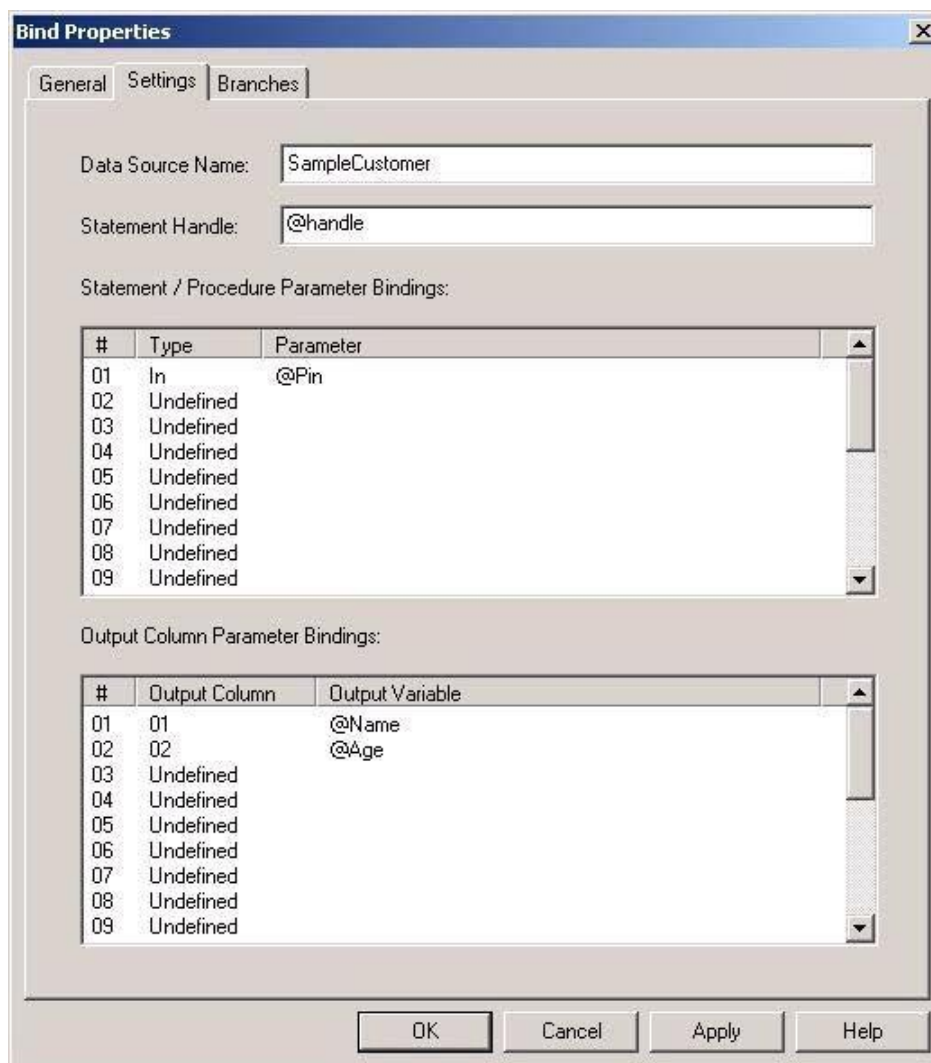 Bind Properties
General Settings Branches
Data Source Name: SampleCustomer
Statement Handle: @handle
Statement / Procedure Parameter Bindings:
# Type Parameter
01 In @Pin
02 Undefined
03 Undefined
04 Undefined
05 Undefined
06 Undefined
07 Undefined
08 Undefined
09 Undefined
Output Column Parameter Bindings:
# Output Column Output Variable
01 01 @Name
02 02 @Age
03 Undefined
04 Undefined
05 Undefined
06 Undefined
07 Undefined
08 Undefined
09 Undefined
OK Cancel Apply Help